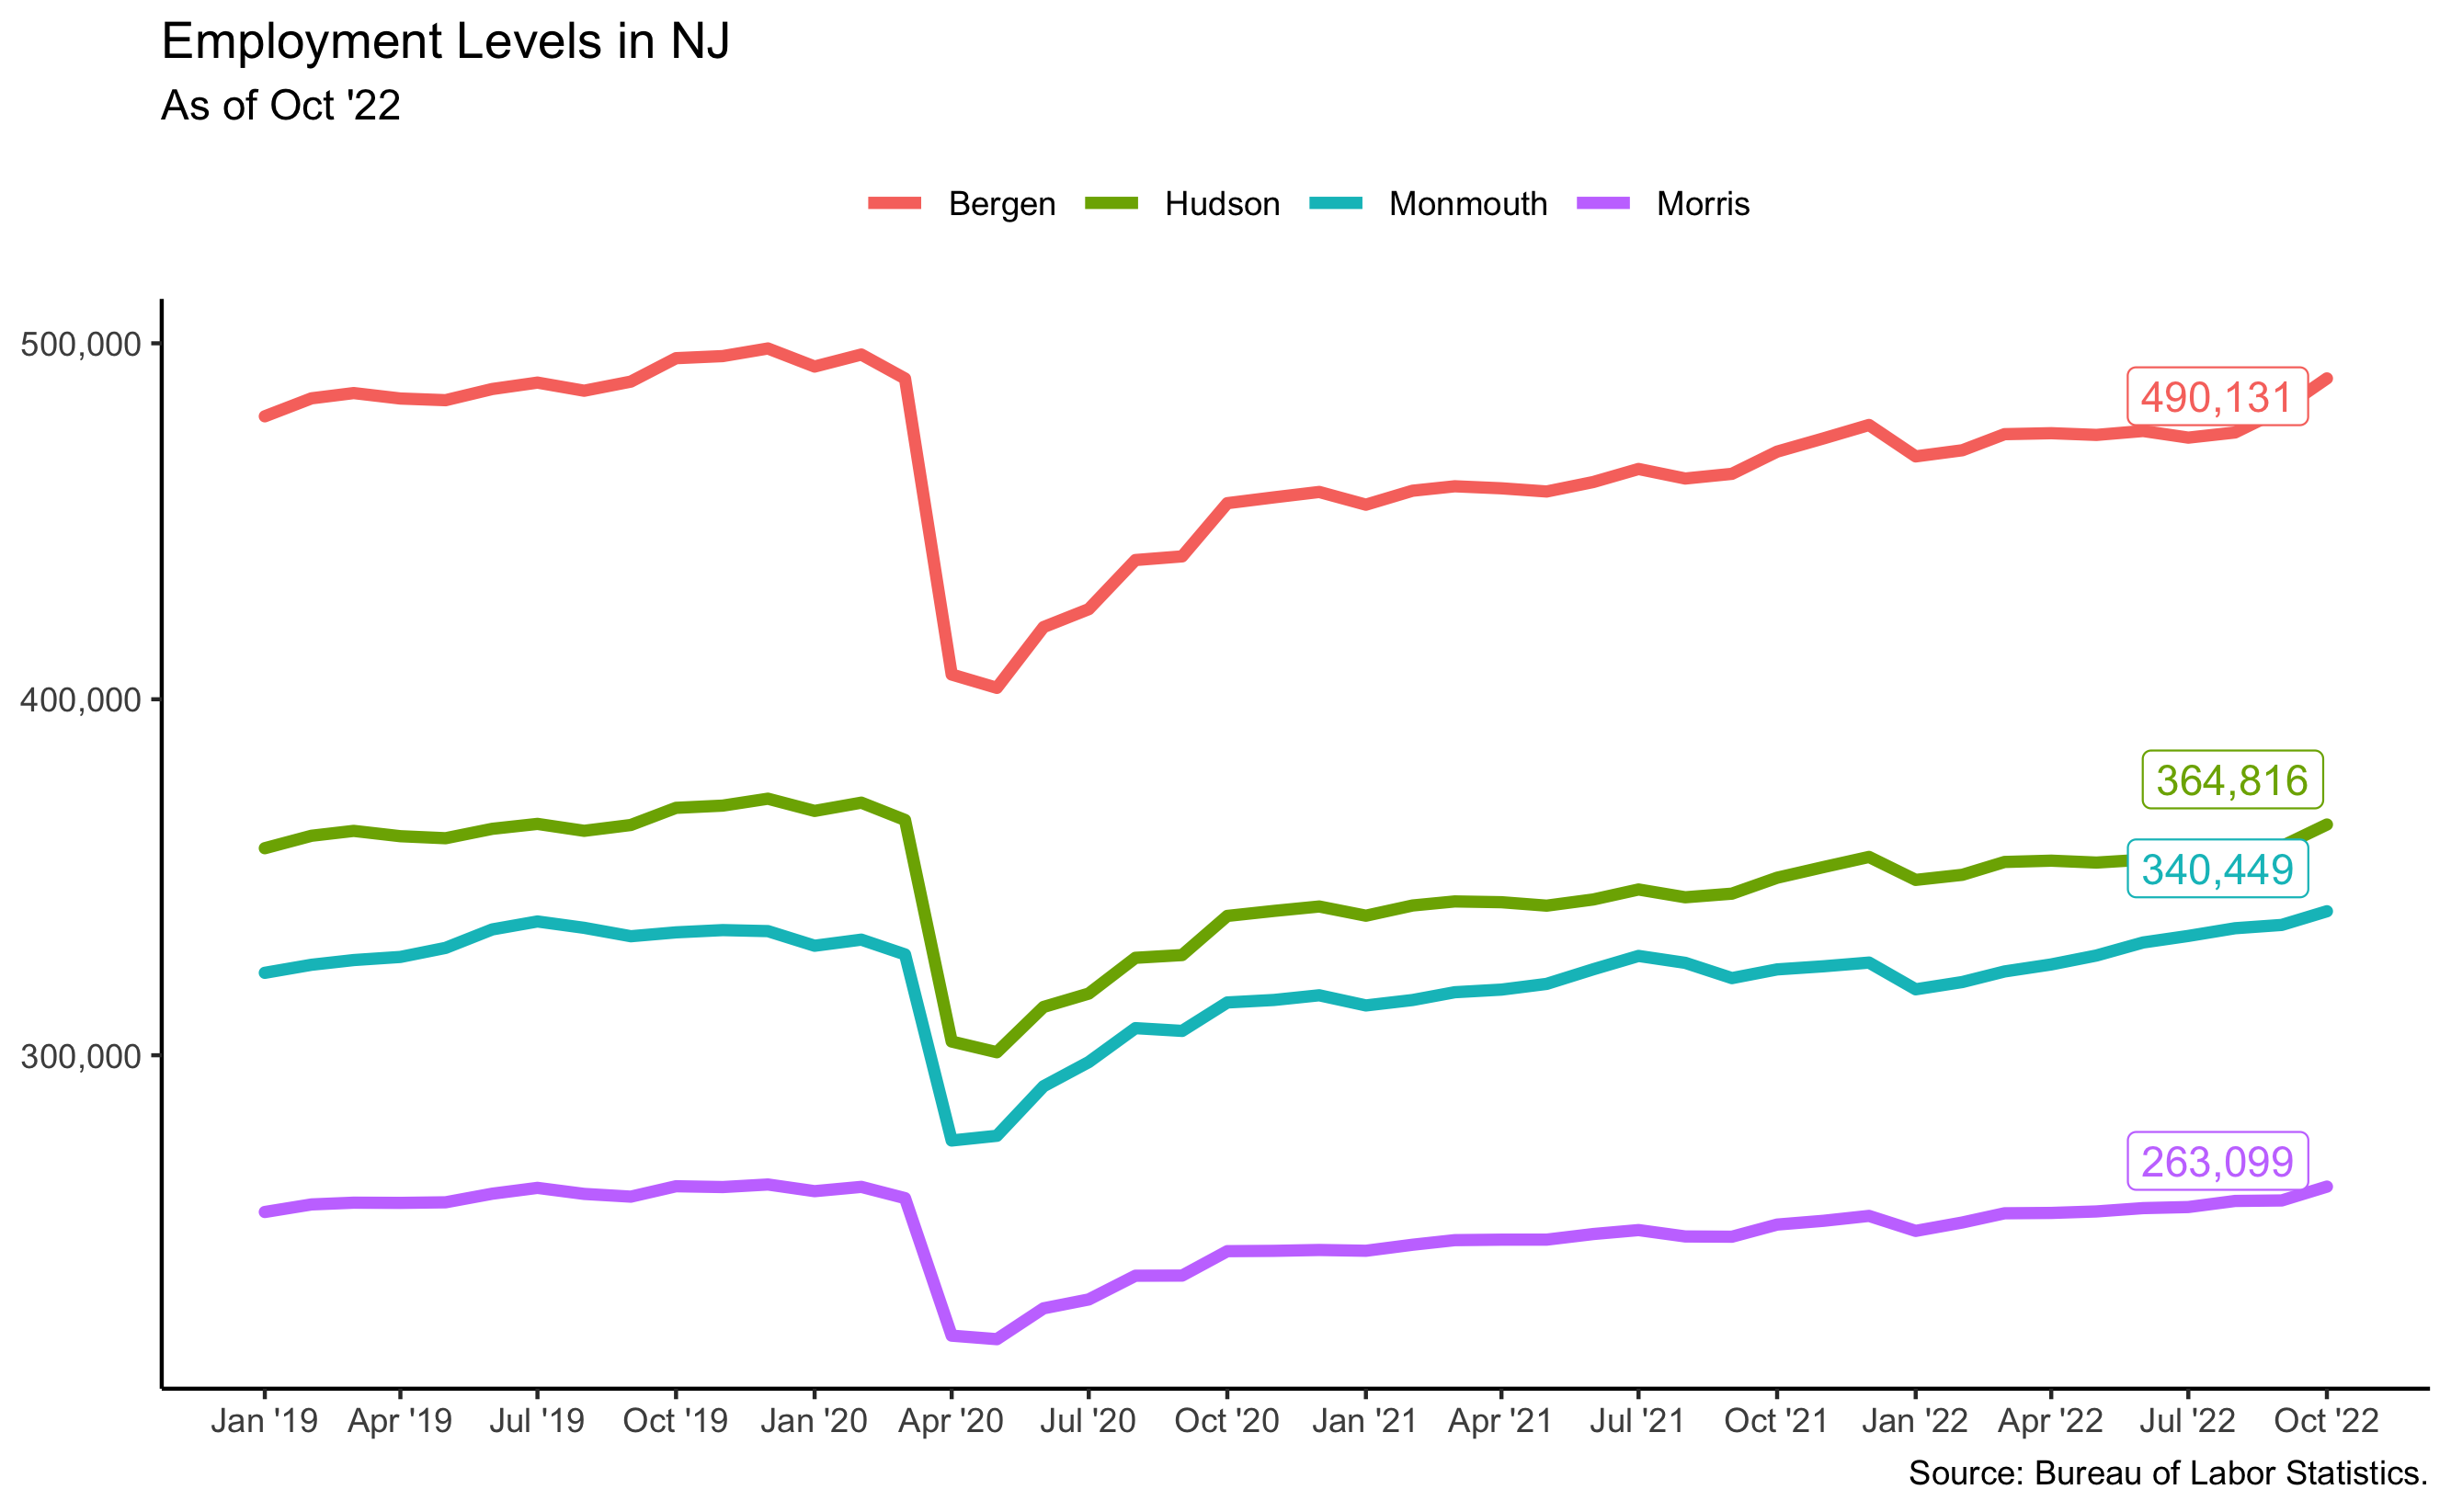 Employment Levels in NJ
As of Oct '22
Bergen Hudson Monmouth Morris
500,000
400,000
300,000
490,131
364,816
340,449
263,099
Jan '19 Apr '19 Jul '19 Oct '19 Jan '20 Apr '20 Jul '20 Oct '20 Jan '21 Apr '21 Jul '21 Oct '21 Jan '22 Apr '22 Jul '22 Oct '22
Source: Bureau of Labor Statistics.